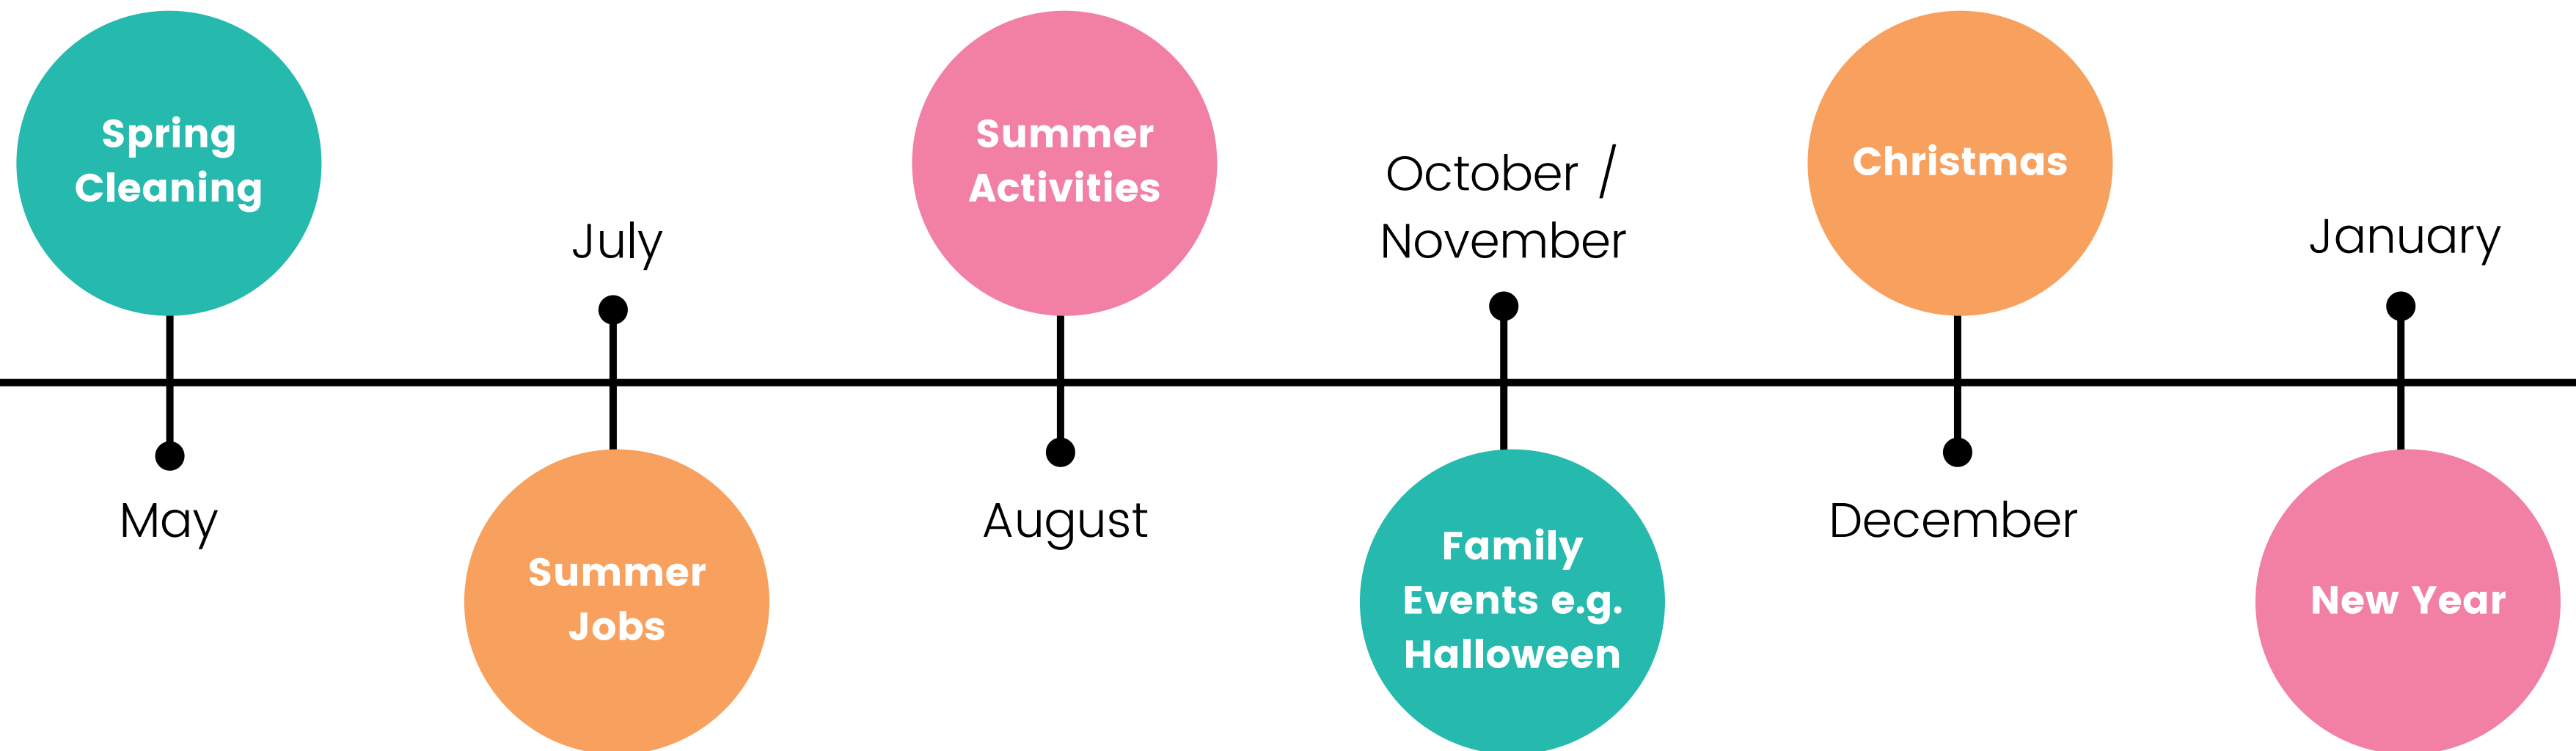 Spring
Cleaning
May
July
Summer
Jobs
Summer
Activities
August
October /
November
Family
Events e.g.
Halloween
Christmas
December
January
New Year